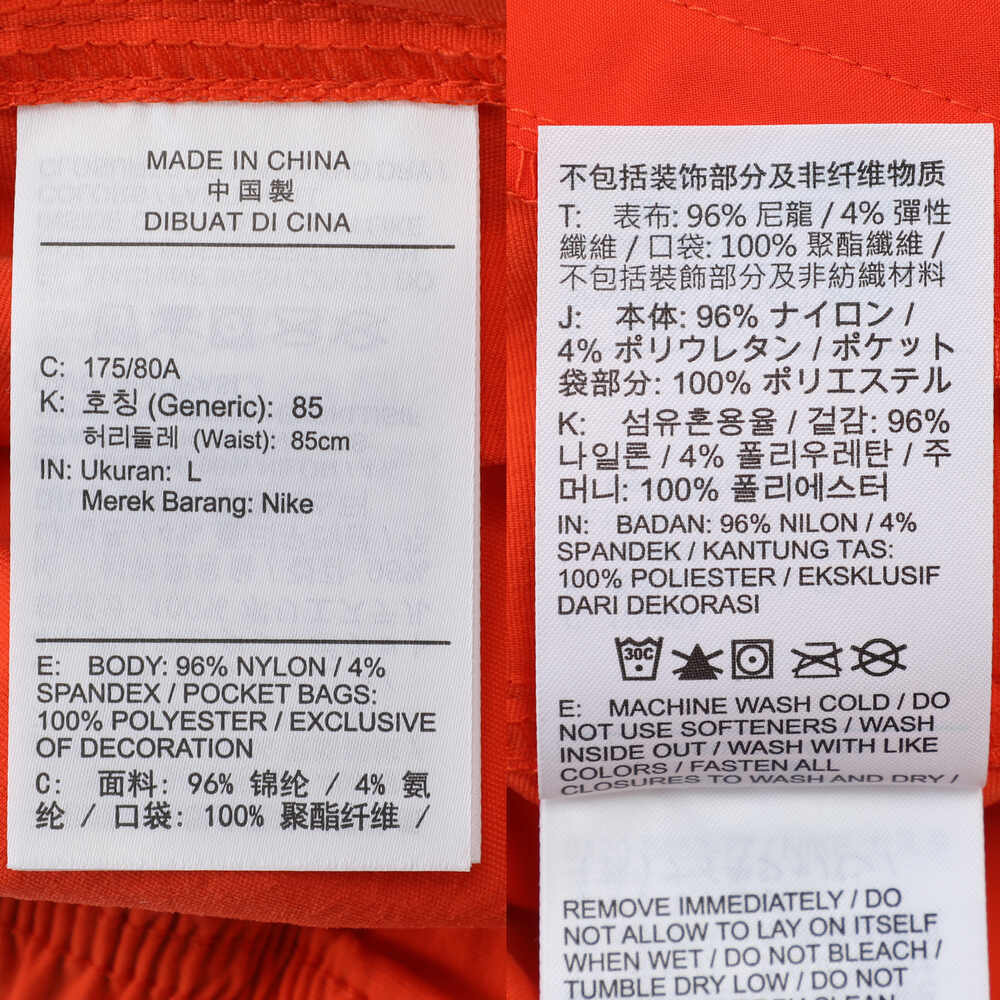 MADE IN CHINA
中国製
DIBUAT DI CINA
C: 175/80A
K: 호칭 (Generic): 85
허리둘레 (Waist): 85cm
IN: Ukuran: L
Merek Barang: Nike
E: BODY: 96% NYLON / 4%
SPANDEX / POCKET BAGS:
100% POLYESTER / EXCLUSIVE
OF DECORATION
C: 面料: 96% 锦纶 / 4% 氨
纶 / 口袋: 100% 聚酯纤维 /
不包括装饰部分及非纤维物质
T: 表布: 96% 尼龍 / 4% 彈性
纖維 / 口袋: 100% 聚酯纖維 /
不包括裝飾部分及非紡織材料
J: 本体: 96% ナイロン /
4% ポリウレタン / ポケット
袋部分: 100% ポリエステル
K: 섬유혼용율 / 겉감: 96%
나일론 / 4% 폴리우레탄 / 주
머니: 100% 폴리에스터
IN: BADAN: 96% NILON / 4%
SPANDEK / KANTUNG TAS:
100% POLIESTER / EKSKLUSIF
DARI DEKORASI
30C
E: MACHINE WASH COLD / DO
NOT USE SOFTENERS / WASH
INSIDE OUT / WASH WITH LIKE
COLORS / FASTEN ALL
CLOSURES TO WASH AND DRY /
REMOVE IMMEDIATELY / DO
NOT ALLOW TO LAY ON ITSELF
WHEN WET / DO NOT BLEACH /
TUMBLE DRY LOW / DO NOT